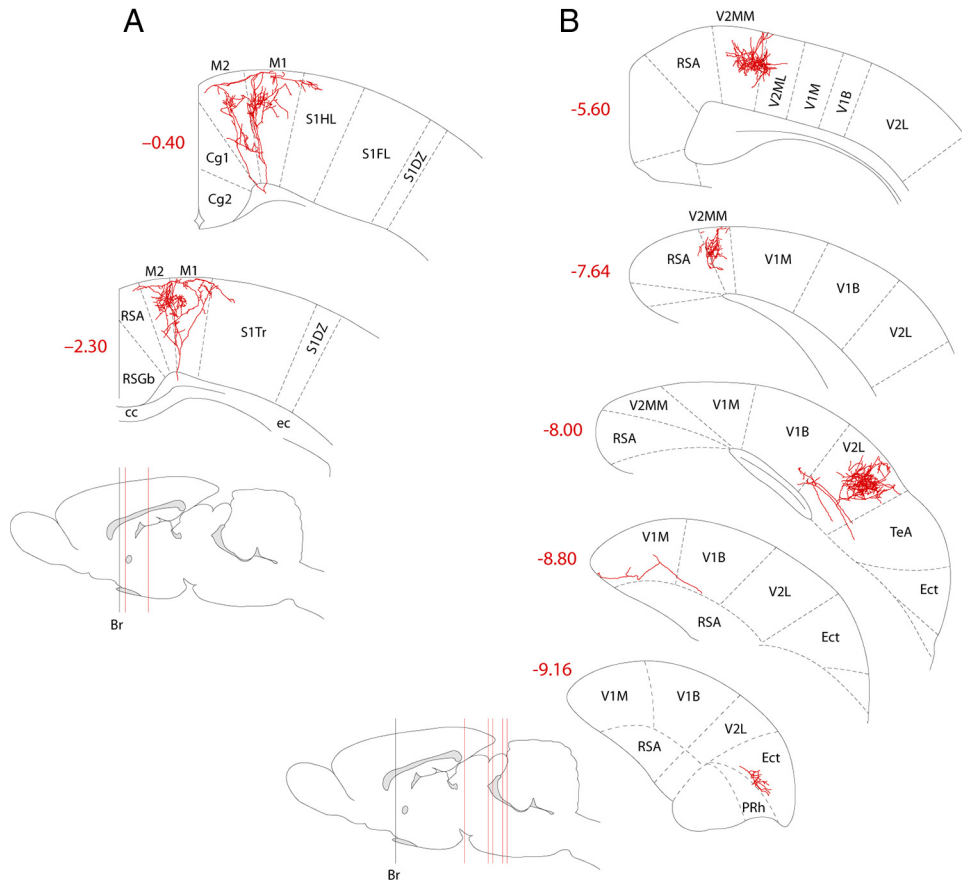 A
M2 M1
S1HL
−0.40
Cg1
S1FL
S1DZ
Cg2
M2 M1
RSA
−2.30
S1Tr
S1DZ
RSGb
cc
ec
Br
B
V2MM
RSA
-5.60
V2ML
V1M
V1B
V2L
V2MM
-7.64
RSA
V1M
V1B
V2L
V2MM
V1M
-8.00
RSA
V1B
V2L
TeA
Ect
-8.80
V1M
V1B
V2L
RSA
Ect
-9.16
V1M
V1B
V2L
RSA
Ect
PRh
Br